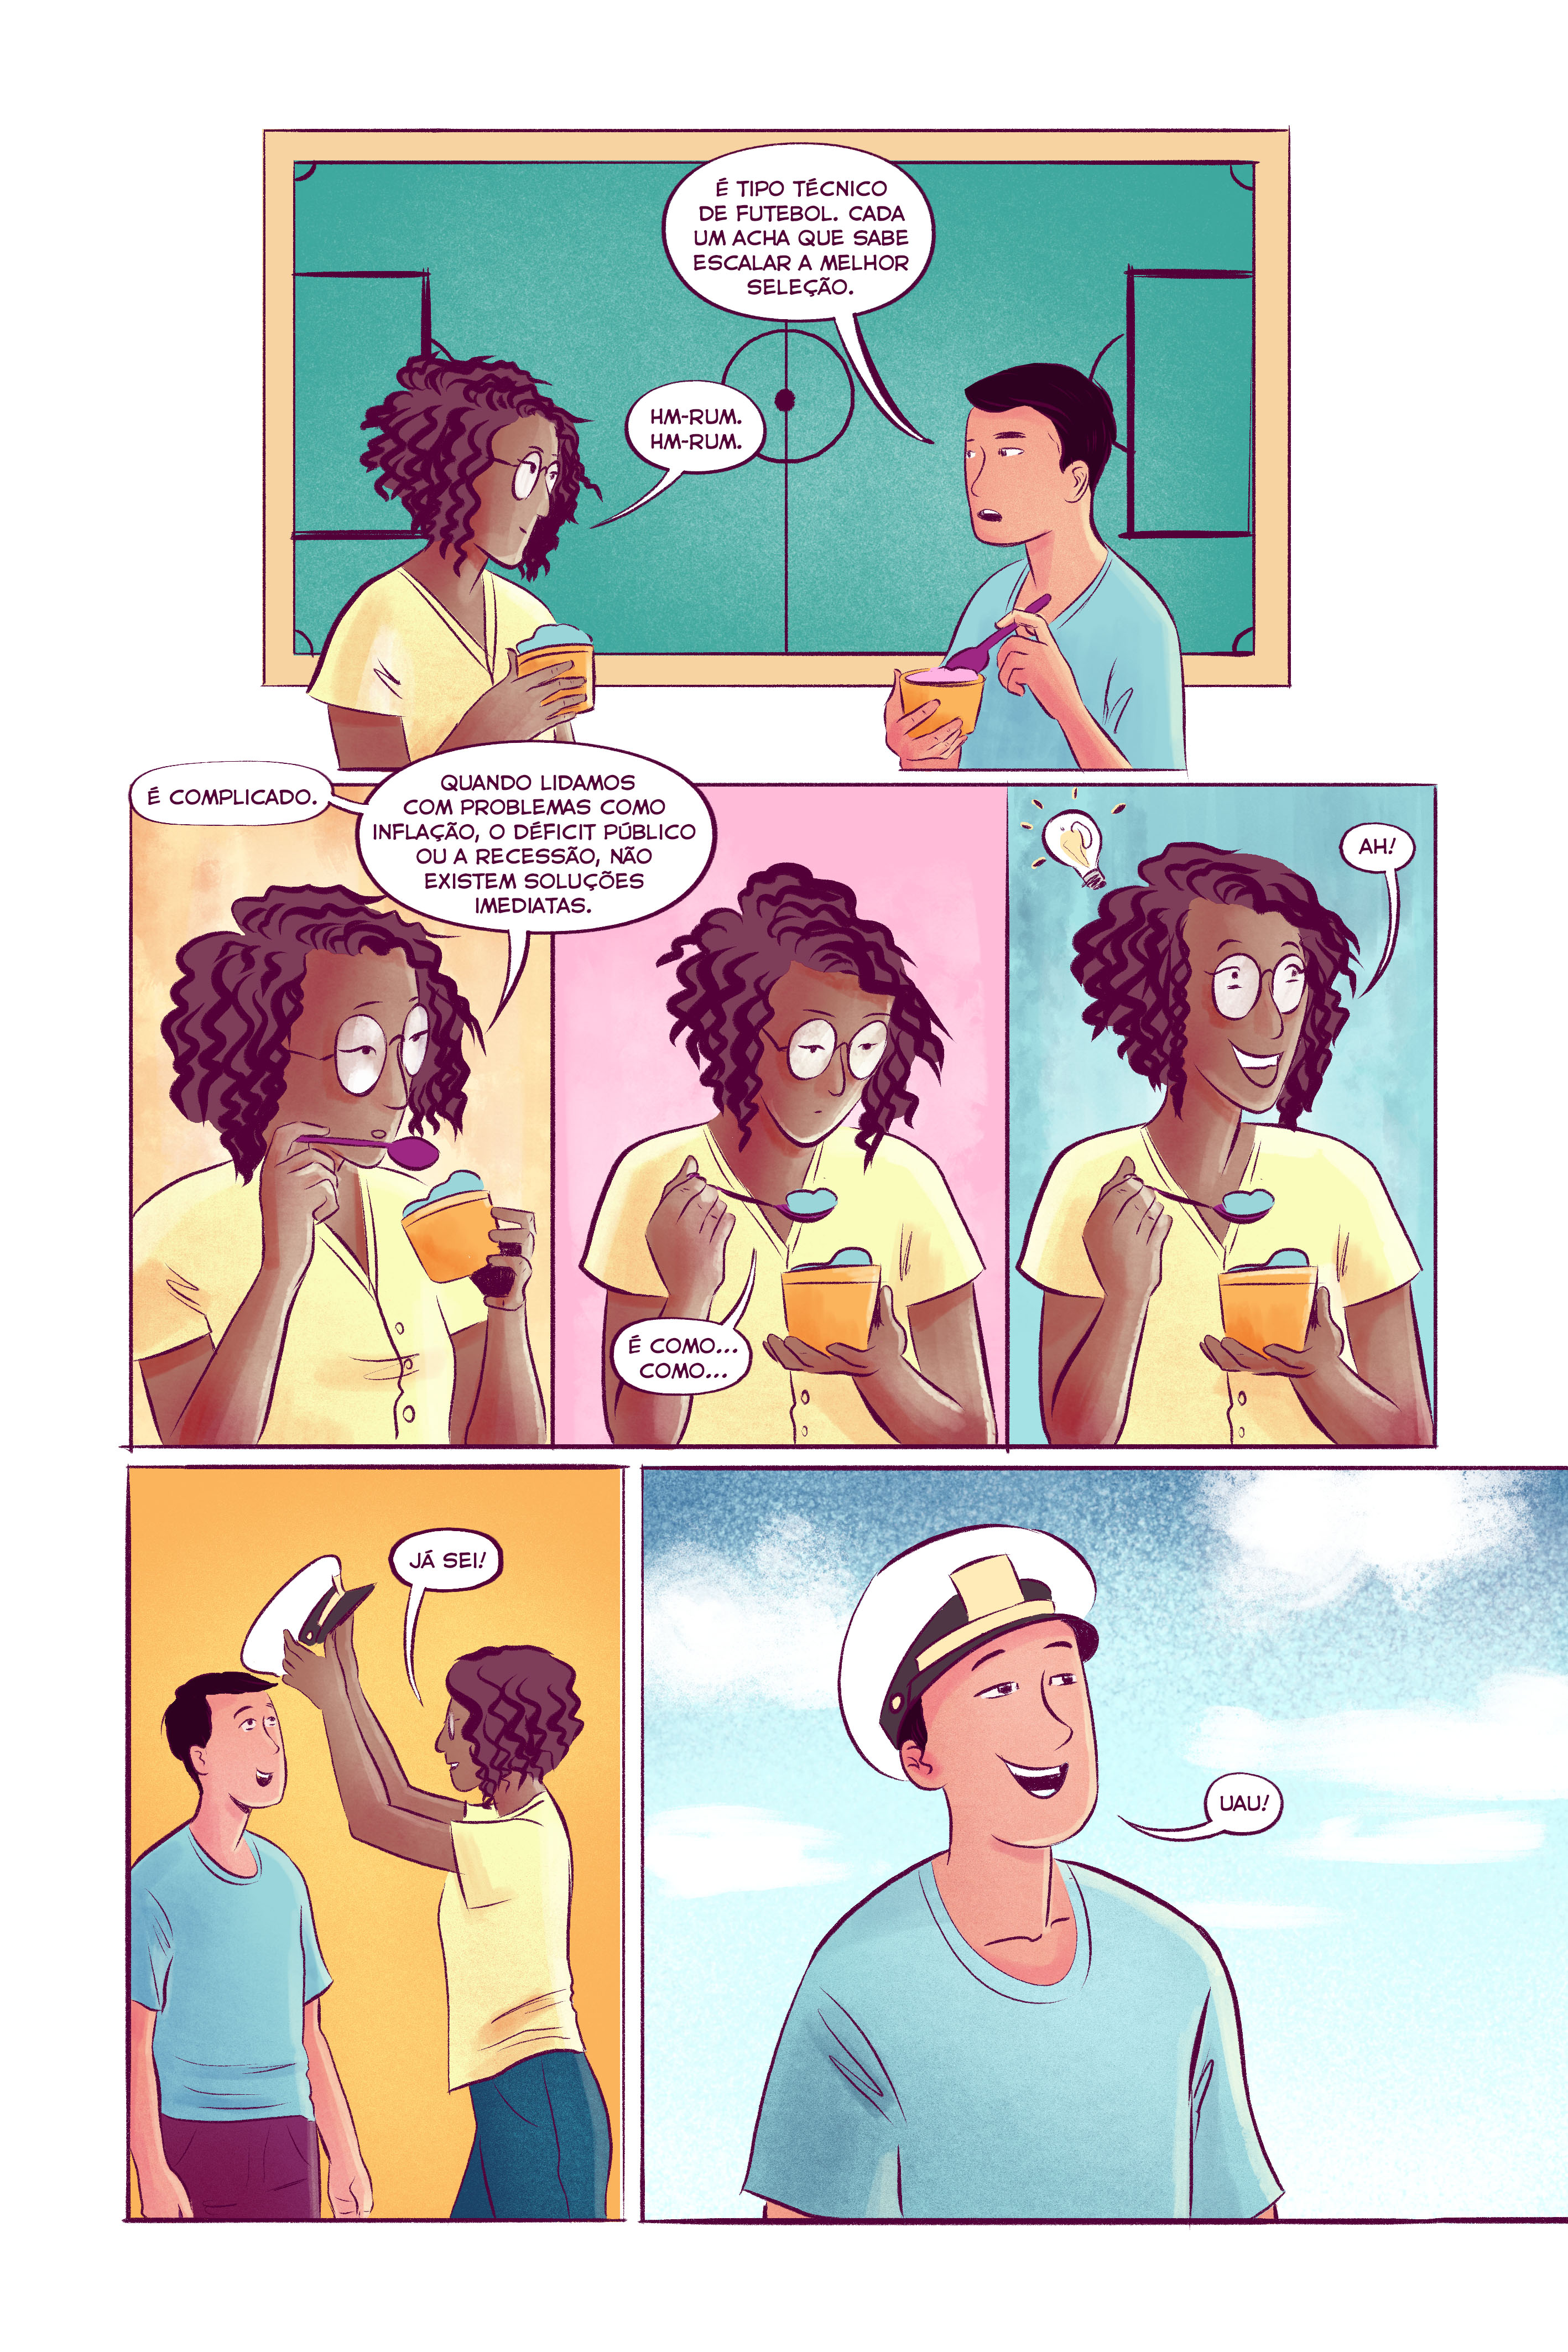 É TIPO TÉCNICO
DE FUTEBOL. CADA
UM ACHA QUE SABE
ESCALAR A MELHOR
SELEÇÃO.
HM-RUM.
HM-RUM.
É COMPLICADO.
QUANDO LIDAMOS
COM PROBLEMAS COMO
INFLAÇÃO, O DÉFICIT PÚBLICO
OU A RECESSÃO, NÃO
EXISTEM SOLUÇÕES
IMEDIATAS.
É COMO...
COMO...
AH!
JÁ SEI!
UAU!